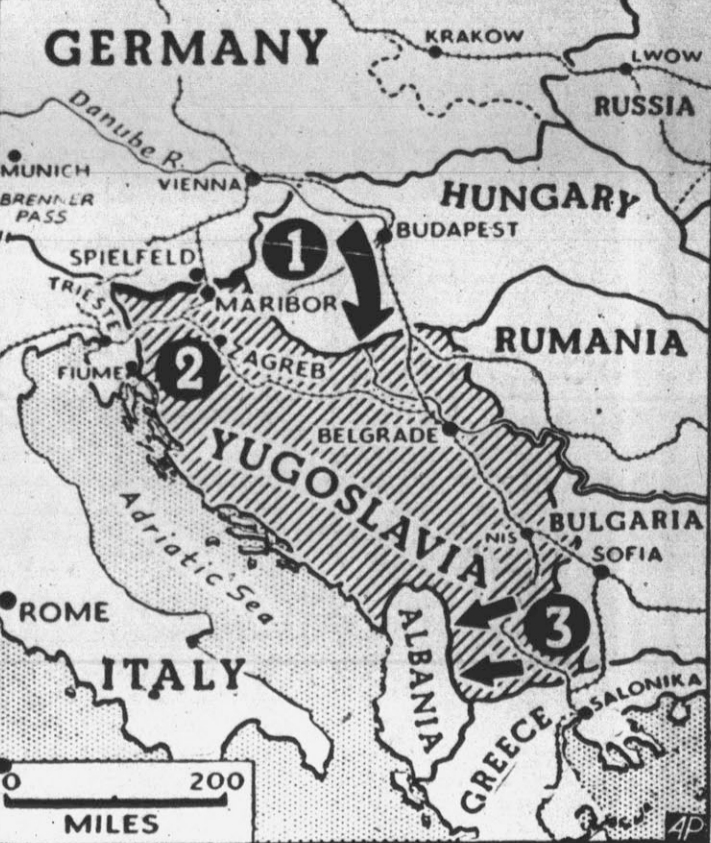 GERMANY
KRAKOW
LWOW
RUSSIA
Danube R.
MUNICH
VIENNA
BRENNER
PASS
HUNGARY
1
BUDAPEST
SPIELFELD
TRIESTE
MARIBOR
RUMANIA
2
AGREB
FIUME
BELGRADE
YUGOSLAVIA
Adriatic Sea
BULGARIA
NIS
SOFIA
ROME
ALBANIA
3
ITALY
SALONIKA
GREECE
0 200
MILES
AP